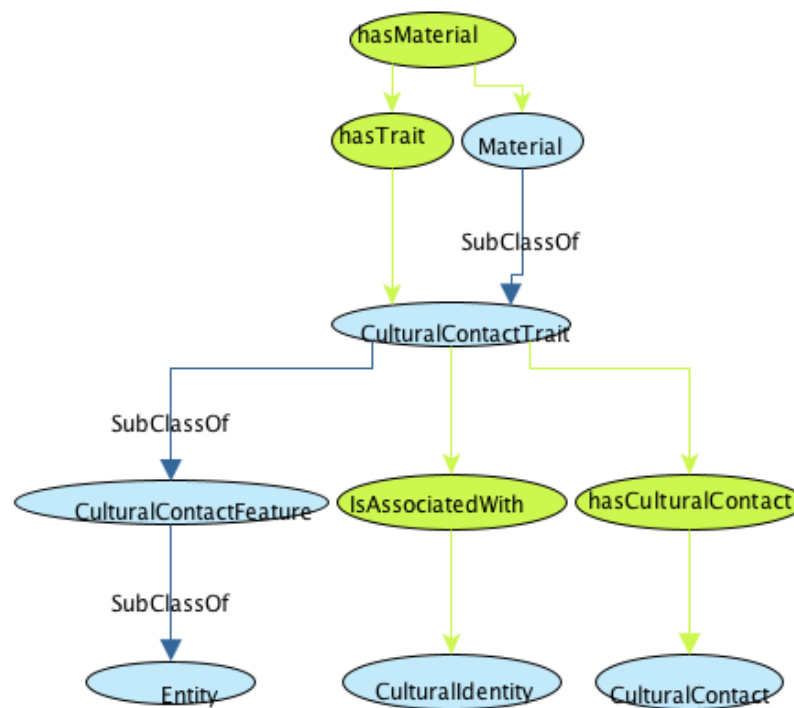 hasMaterial
hasTrait
Material
SubClassOf
CulturalContactTrait
SubClassOf
CulturalContactFeature
IsAssociatedWith
hasCulturalContact
SubClassOf
Entity
CulturalIdentity
CulturalContact